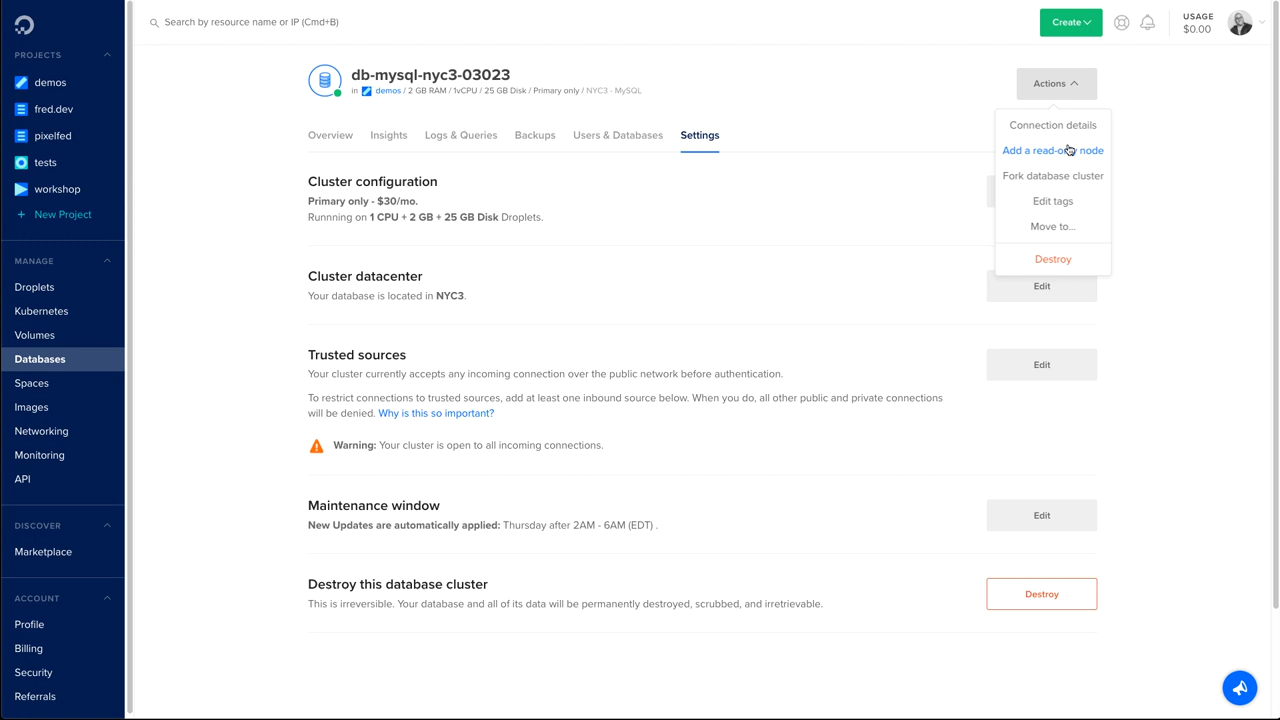 PROJECTS
demos
fred.dev
pixelfed
tests
workshop
+ New Project
MANAGE
Droplets
Kubernetes
Volumes
Databases
Spaces
Images
Networking
Monitoring
API
DISCOVER
Marketplace
ACCOUNT
Profile
Billing
Security
Referrals
Search by resource name or IP (Cmd+B)
Create
USAGE
$0.00
db-mysql-nyc3-03023
in demos / 2 GB RAM / 1vCPU / 25 GB Disk / Primary only / NYC3 - MySQL
Actions
Connection details
Add a read-only node
Fork database cluster
Edit tags
Move to...
Destroy
Overview Insights Logs & Queries Backups Users & Databases Settings
Cluster configuration
Primary only - $30/mo.
Runnning on 1 CPU + 2 GB + 25 GB Disk Droplets.
Cluster datacenter
Your database is located in NYC3.
Edit
Trusted sources
Your cluster currently accepts any incoming connection over the public network before authentication.
Edit
To restrict connections to trusted sources, add at least one inbound source below. When you do, all other public and private connections
will be denied. Why is this so important?
Warning: Your cluster is open to all incoming connections.
Maintenance window
New Updates are automatically applied: Thursday after 2AM - 6AM (EDT) .
Edit
Destroy this database cluster
This is irreversible. Your database and all of its data will be permanently destroyed, scrubbed, and irretrievable.
Destroy